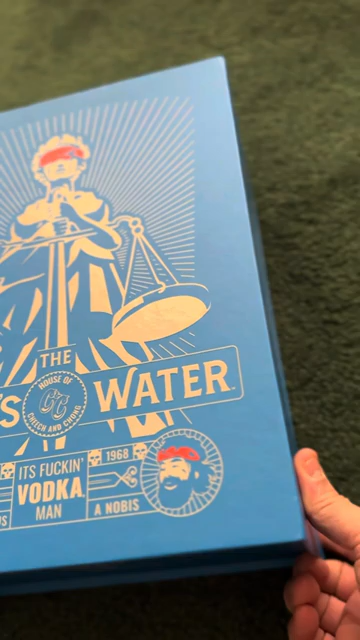 THE
'S
WATER
HOUSE OF
CHEECH AND CHONG
ITS FUCKIN'
VODKA
MAN
1968
A NOBIS